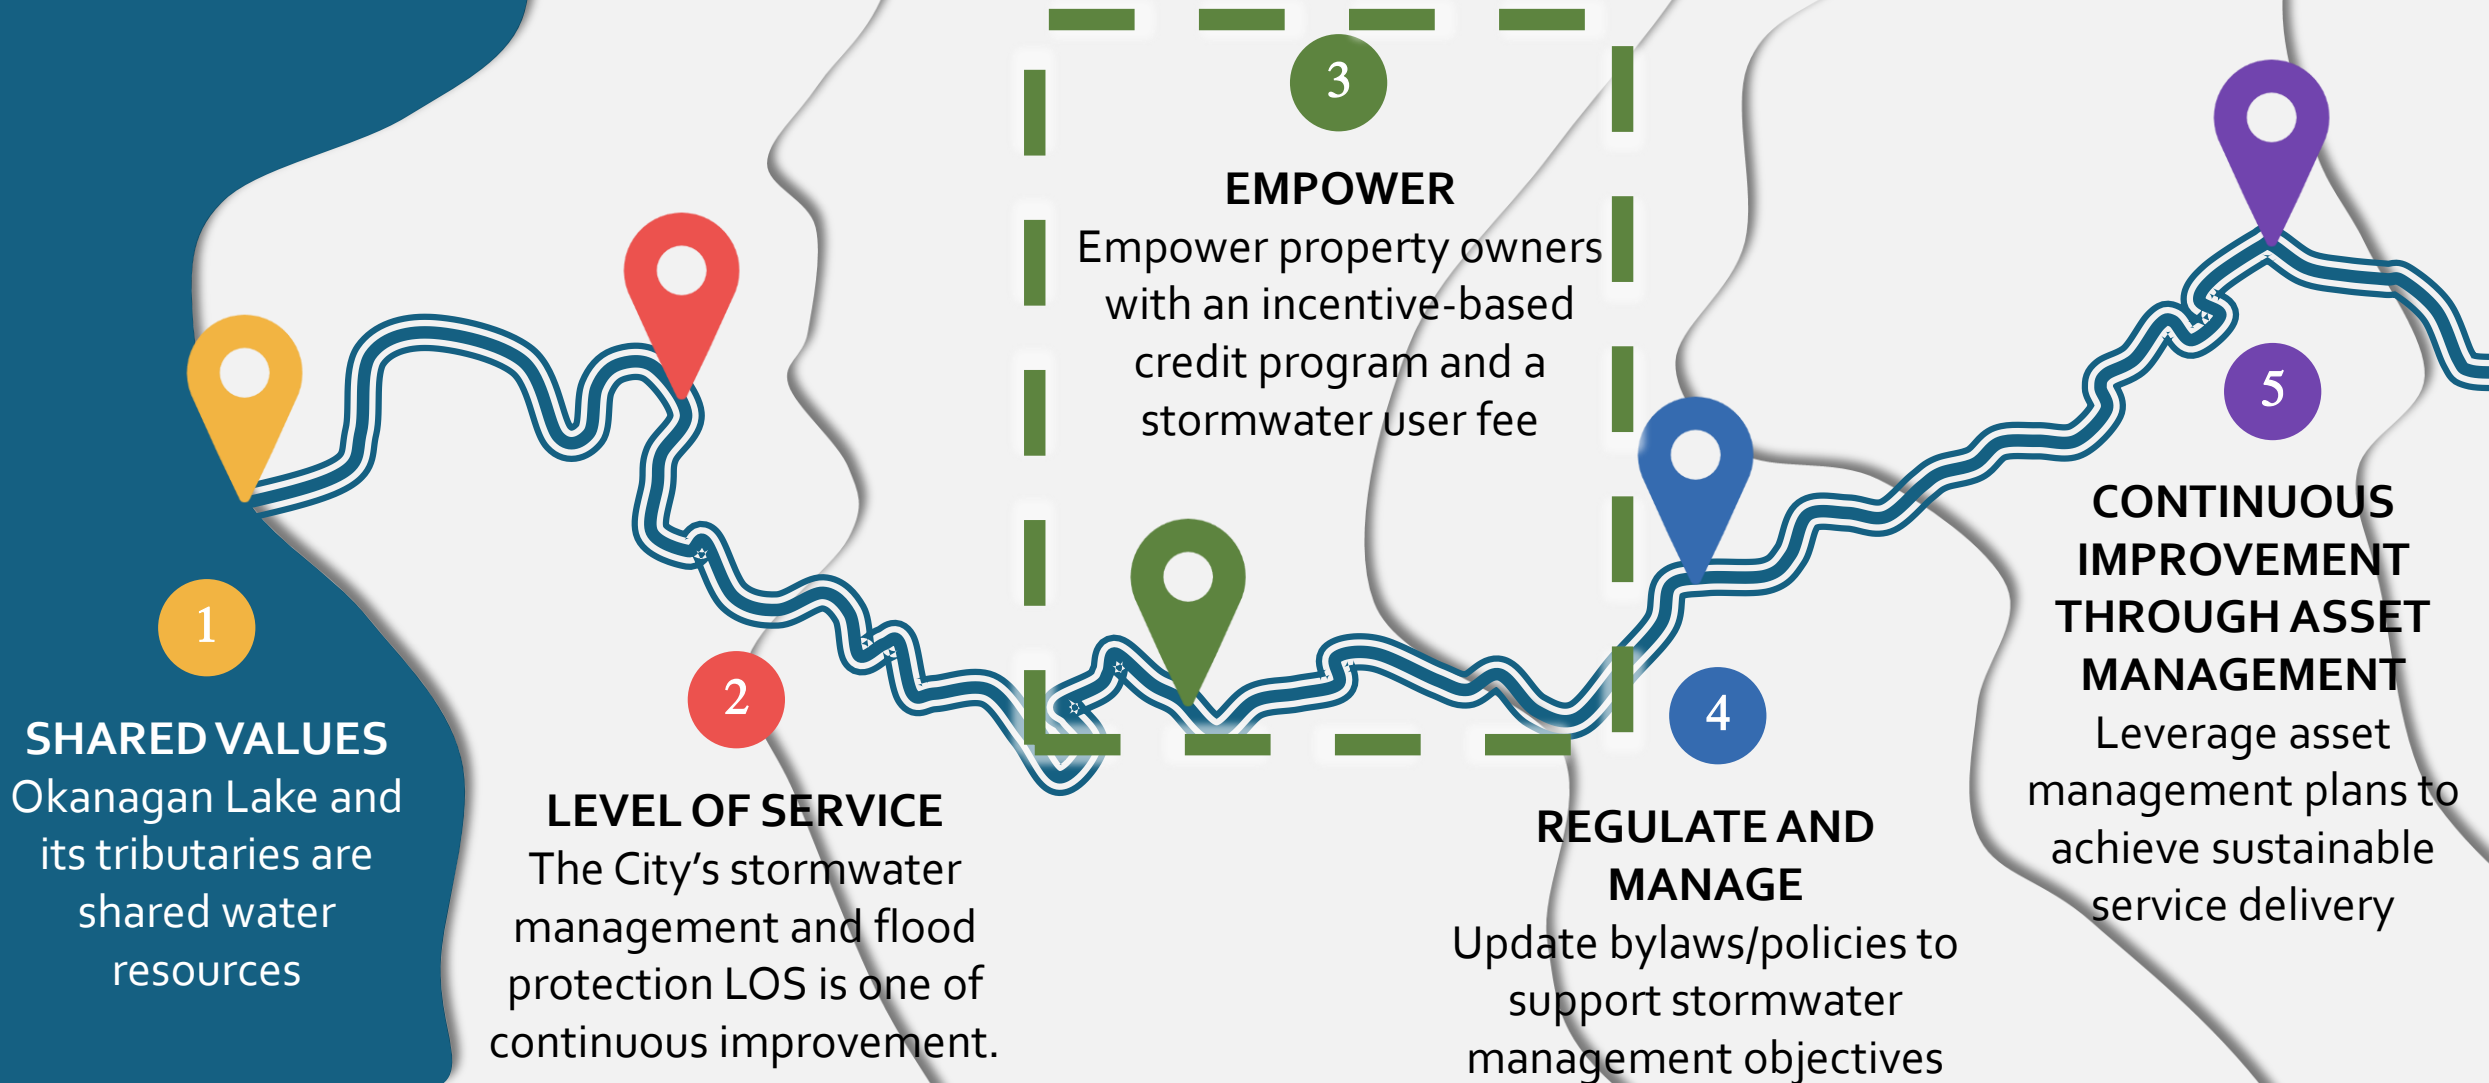 1
SHARED VALUES
Okanagan Lake and
its tributaries are
shared water
resources
2
LEVEL OF SERVICE
The City's stormwater
management and flood
protection LOS is one of
continuous improvement.
3
EMPOWER
Empower property owners
with an incentive-based
credit program and a
stormwater user fee
4
REGULATE AND
MANAGE
Update bylaws/policies to
support stormwater
management objectives
5
CONTINUOUS
IMPROVEMENT
THROUGH ASSET
MANAGEMENT
Leverage asset
management plans to
achieve sustainable
service delivery